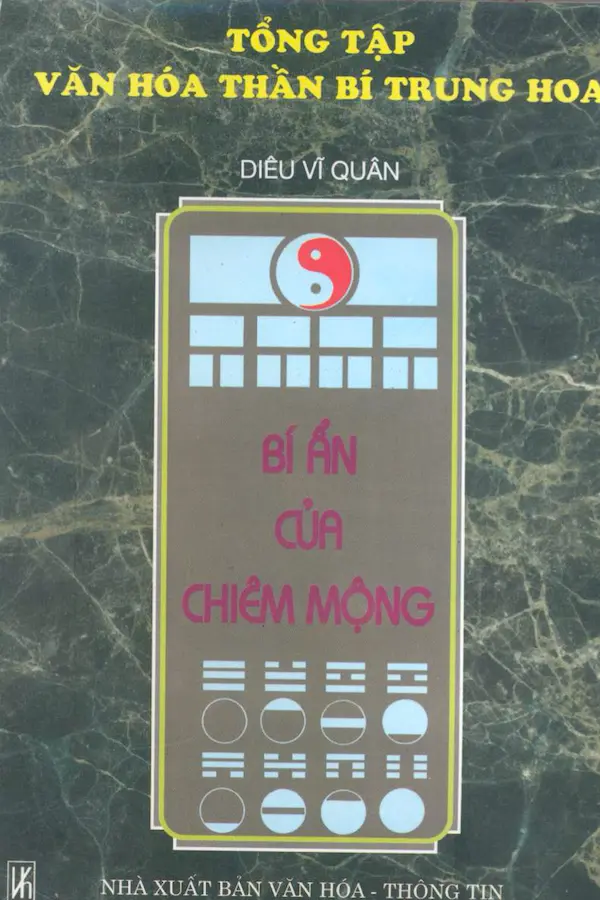 TỔNG TẬP
VĂN HÓA THẦN BÍ TRUNG HOA
DIÊU VĨ QUÂN
BÍ ẨN
CỦA
CHIÊM MỘNG
NHÀ XUẤT BẢN VĂN HÓA - THÔNG TIN